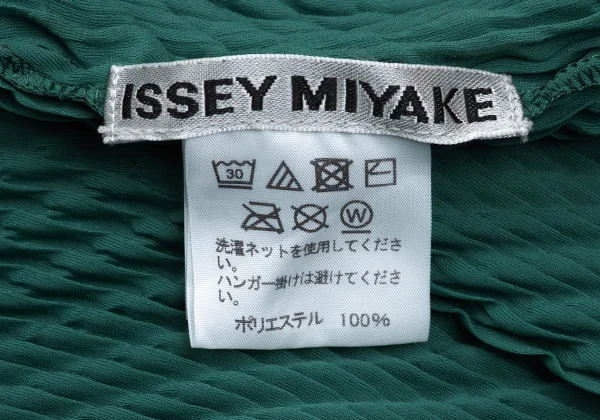 ISSEY MIYAKE
30
W
洗濯ネットを使用してくださ
い。
ハンガー掛けは避けてくださ
い。
ポリエステル 100%